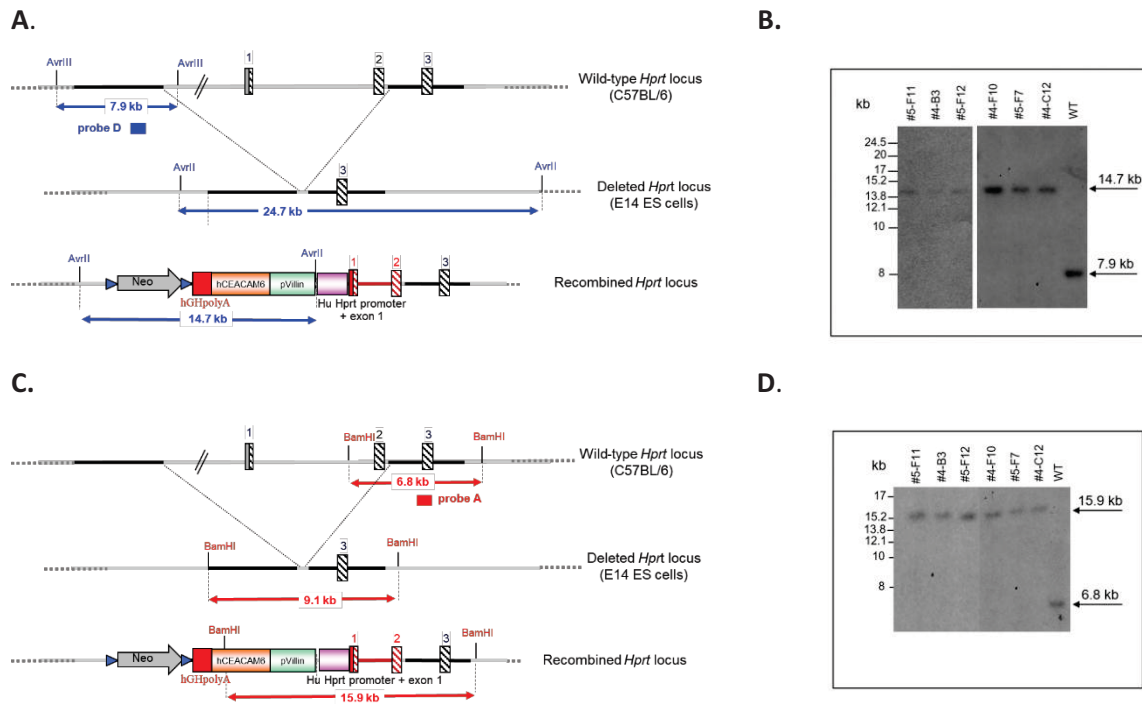 A.
AvrIII
AvrIII
1
2
3
Wild-type Hprt locus
(C57BL/6)
7.9 kb
probe D
AvrII
AvrII
3
Deleted Hprt locus
(E14 ES cells)
24.7 kb
AvrII
AvrII
1
2
3
Neo
hCEACAM6
pVillin
Recombined Hprt locus
hGHpolyA
Hu Hprt promoter
+ exon 1
14.7 kb
B.
kb
#5-F11
#4-B3
#5-F12
#4-F10
#5-F7
#4-C12
WT
24.5
20
17
15.2
13.8
12.1
10
8
14.7 kb
7.9 kb
C.
1
BamHI
2
3
BamHI
Wild-type Hprt locus
(C57BL/6)
6.8 kb
probe A
BamHI
3
BamHI
Deleted Hprt locus
(E14 ES cells)
9.1 kb
BamHI
1
2
3
BamHI
Neo
hCEACAM6
pVillin
Recombined Hprt locus
hGHpolyA
Hu Hprt promoter + exon 1
15.9 kb
D.
kb
#5-F11
#4-B3
#5-F12
#4-F10
#5-F7
#4-C12
WT
17
15.2
13.8
12.1
10
8
15.9 kb
6.8 kb